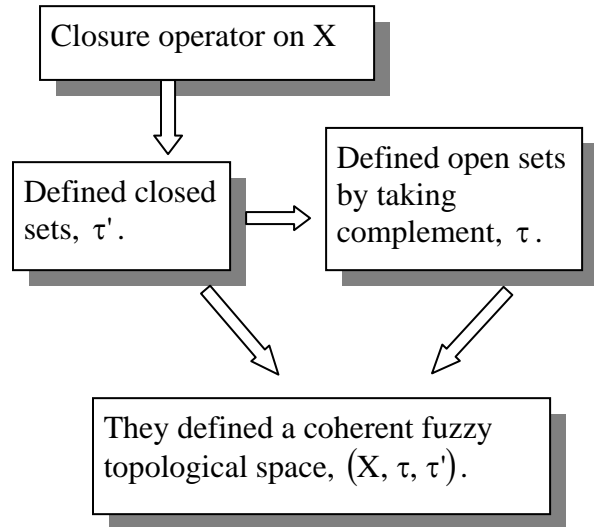 Closure operator on X
Defined closed
sets, τ'.
Defined open sets
by taking
complement, τ.
They defined a coherent fuzzy
topological space, (X, τ, τ').